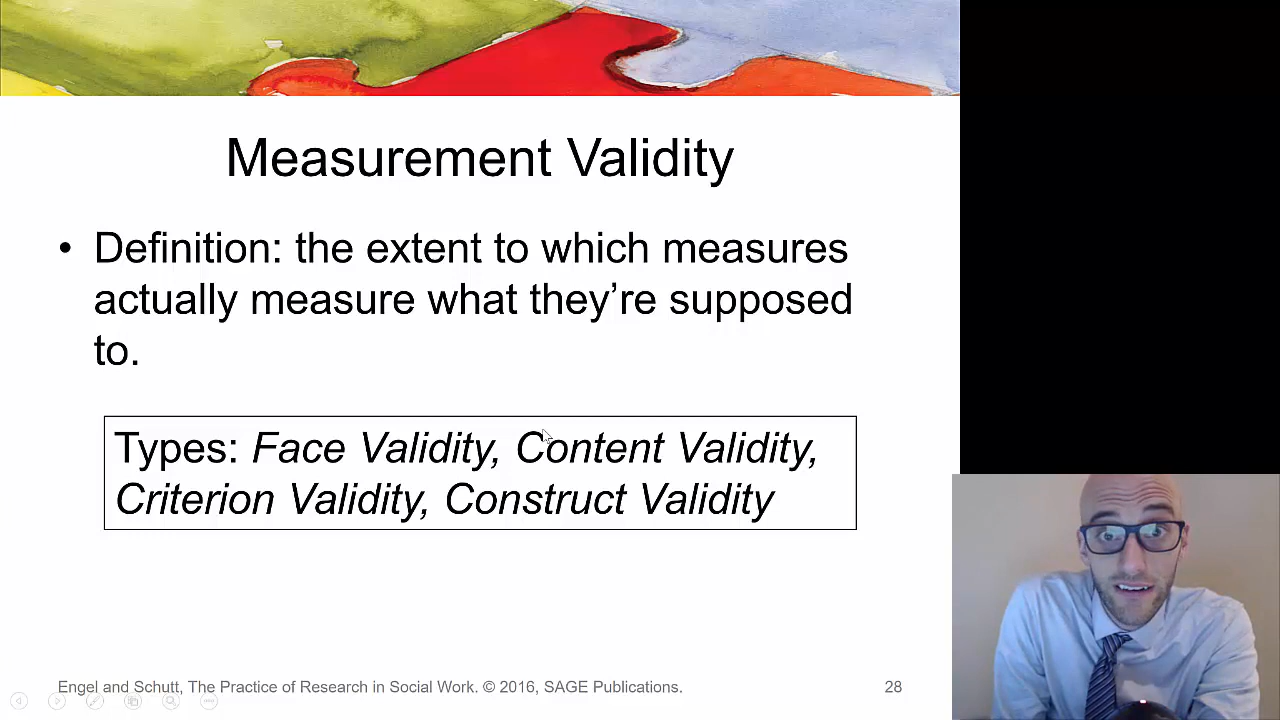 Measurement Validity
• Definition: the extent to which measures
actually measure what they’re supposed
to.
Types: Face Validity, Content Validity,
Criterion Validity, Construct Validity
Engel and Schutt, The Practice of Research in Social Work. © 2016, SAGE Publications.
28